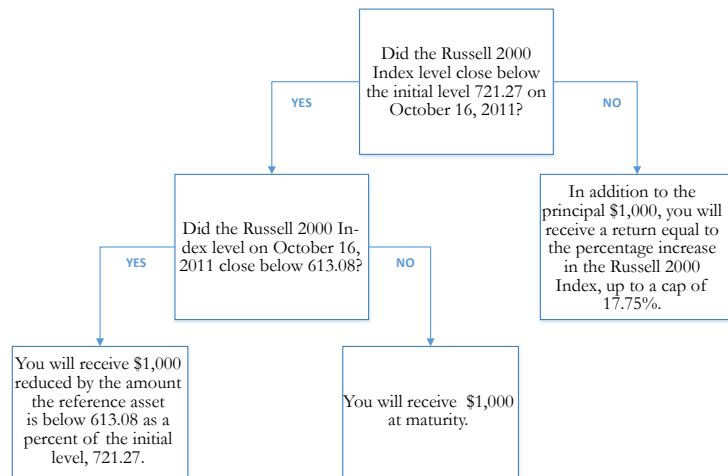 Did the Russell 2000
Index level close below
the initial level 721.27 on
October 16, 2011?
YES
NO
Did the Russell 2000 In-
dex level on October 16,
2011 close below 613.08?
In addition to the
principal $1,000, you will
receive a return equal to
the percentage increase
in the Russell 2000
Index, up to a cap of
17.75%.
YES
NO
You will receive $1,000
reduced by the amount
the reference asset
is below 613.08 as a
percent of the initial
level, 721.27.
You will receive $1,000
at maturity.